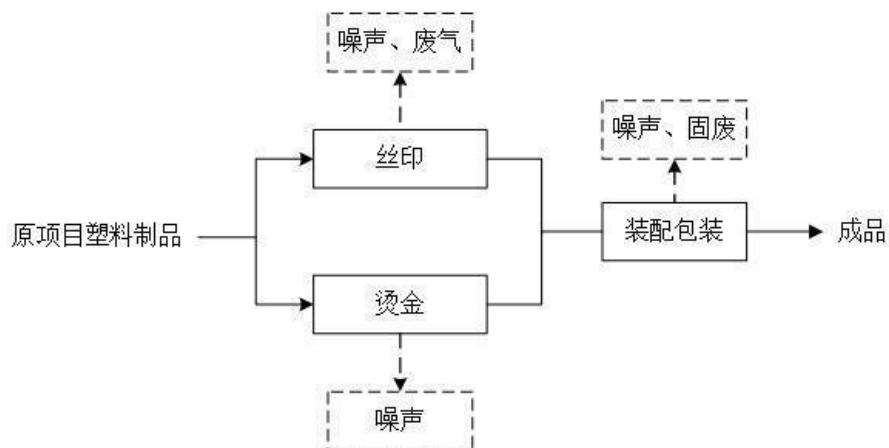 噪声、废气
噪声、固废
丝印
原项目塑料制品
装配包装
成品
烫金
噪声